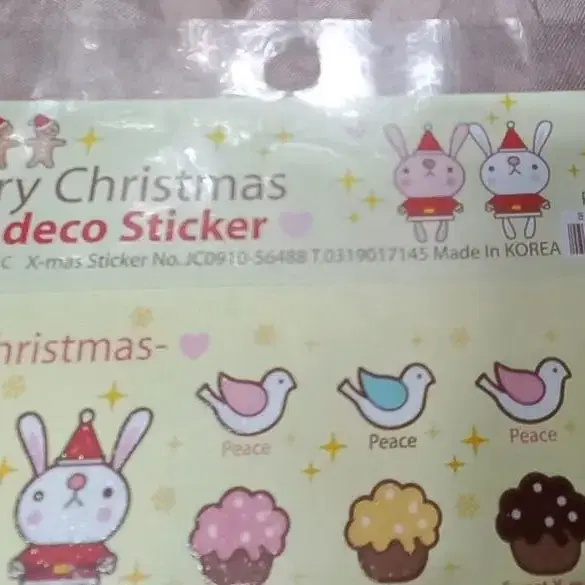 ry Christmas
deco Sticker
C X-mas Sticker No. JC0910-56488 T.0319017145 Made In KOREA
hristmas-
Peace
Peace
Peace